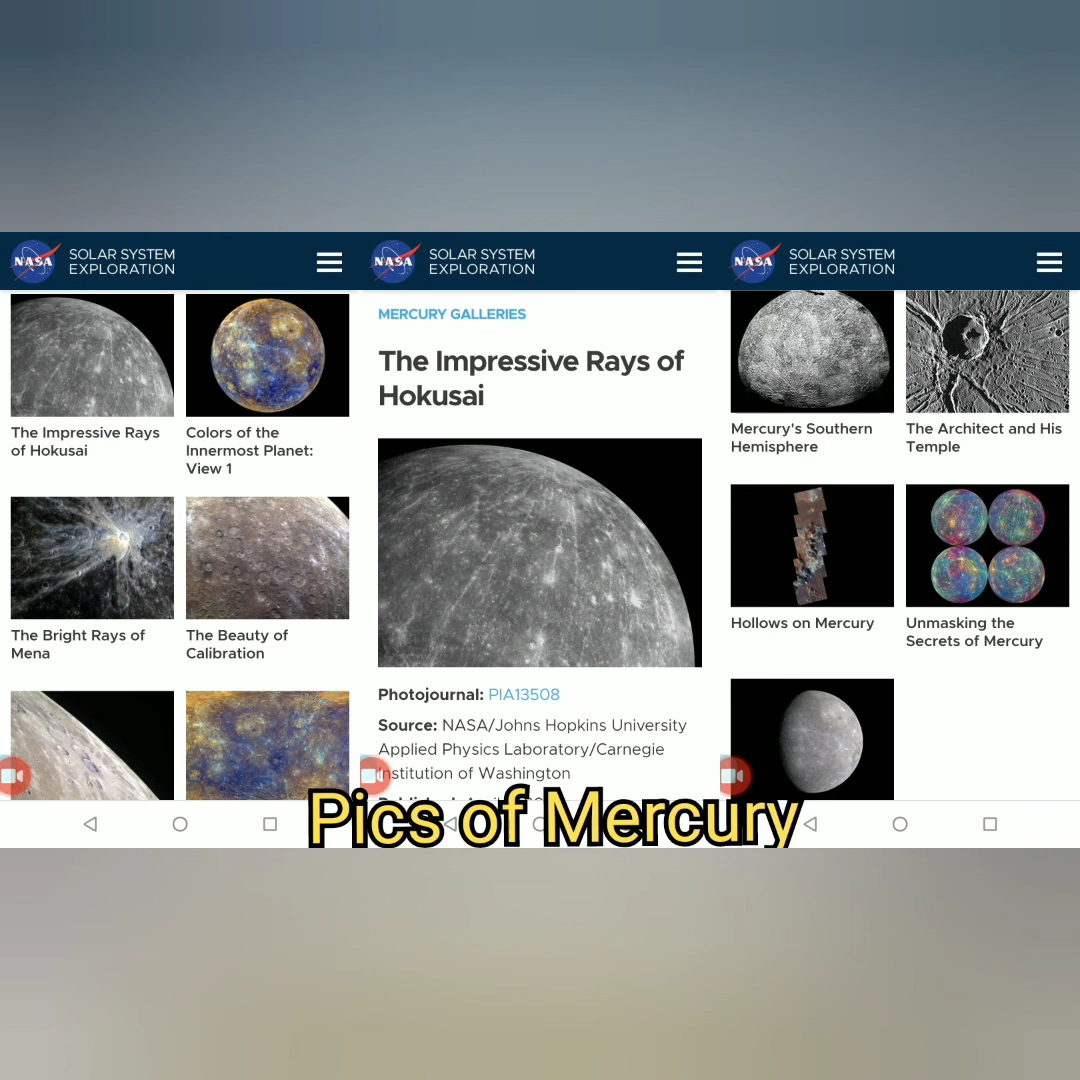 NASA
SOLAR SYSTEM
EXPLORATION
The Impressive Rays
of Hokusai
Colors of the
Innermost Planet:
View 1
The Bright Rays of
Mena
The Beauty of
Calibration
NASA
SOLAR SYSTEM
EXPLORATION
MERCURY GALLERIES
The Impressive Rays of
Hokusai
Photojournal: PIA13508
Source: NASA/Johns Hopkins University
Applied Physics Laboratory/Carnegie
Institution of Washington
NASA
SOLAR SYSTEM
EXPLORATION
Mercury's Southern
Hemisphere
The Architect and His
Temple
Hollows on Mercury
Unmasking the
Secrets of Mercury
Pics of Mercury